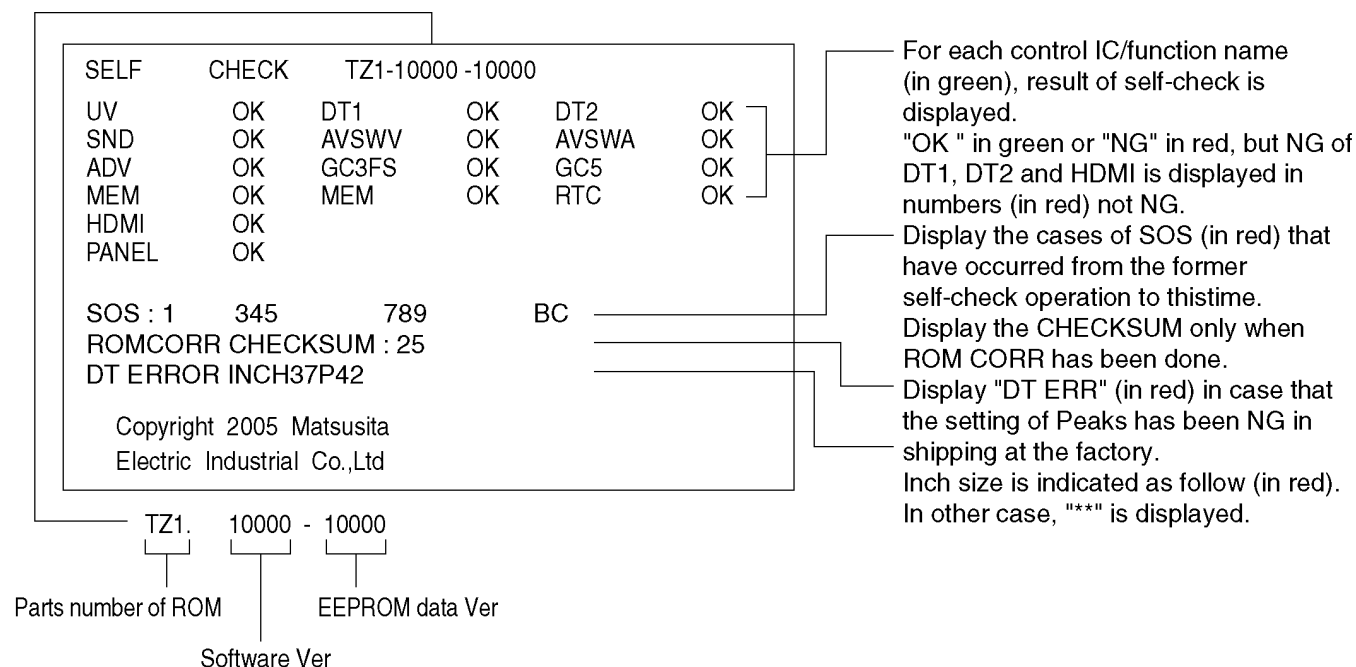 SELF CHECK TZ1-10000 -10000
UV OK DT1 OK DT2 OK
SND OK AVSWV OK AVSWA OK
ADV OK GC3FS OK GC5 OK
MEM OK MEM OK RTC OK
HDMI OK
PANEL OK
SOS : 1 345 789 BC
ROMCORR CHECKSUM : 25
DT ERROR INCH37P42
Copyright 2005 Matsusita
Electric Industrial Co.,Ltd
TZ1. 10000 - 10000
Parts number of ROM
EEPROM data Ver
Software Ver
For each control IC/function name
(in green), result of self-check is
displayed.
"OK " in green or "NG" in red, but NG of
DT1, DT2 and HDMI is displayed in
numbers (in red) not NG.
Display the cases of SOS (in red) that
have occurred from the former
self-check operation to thistime.
Display the CHECKSUM only when
ROM CORR has been done.
Display "DT ERR" (in red) in case that
the setting of Peaks has been NG in
shipping at the factory.
Inch size is indicated as follow (in red).
In other case, "**" is displayed.